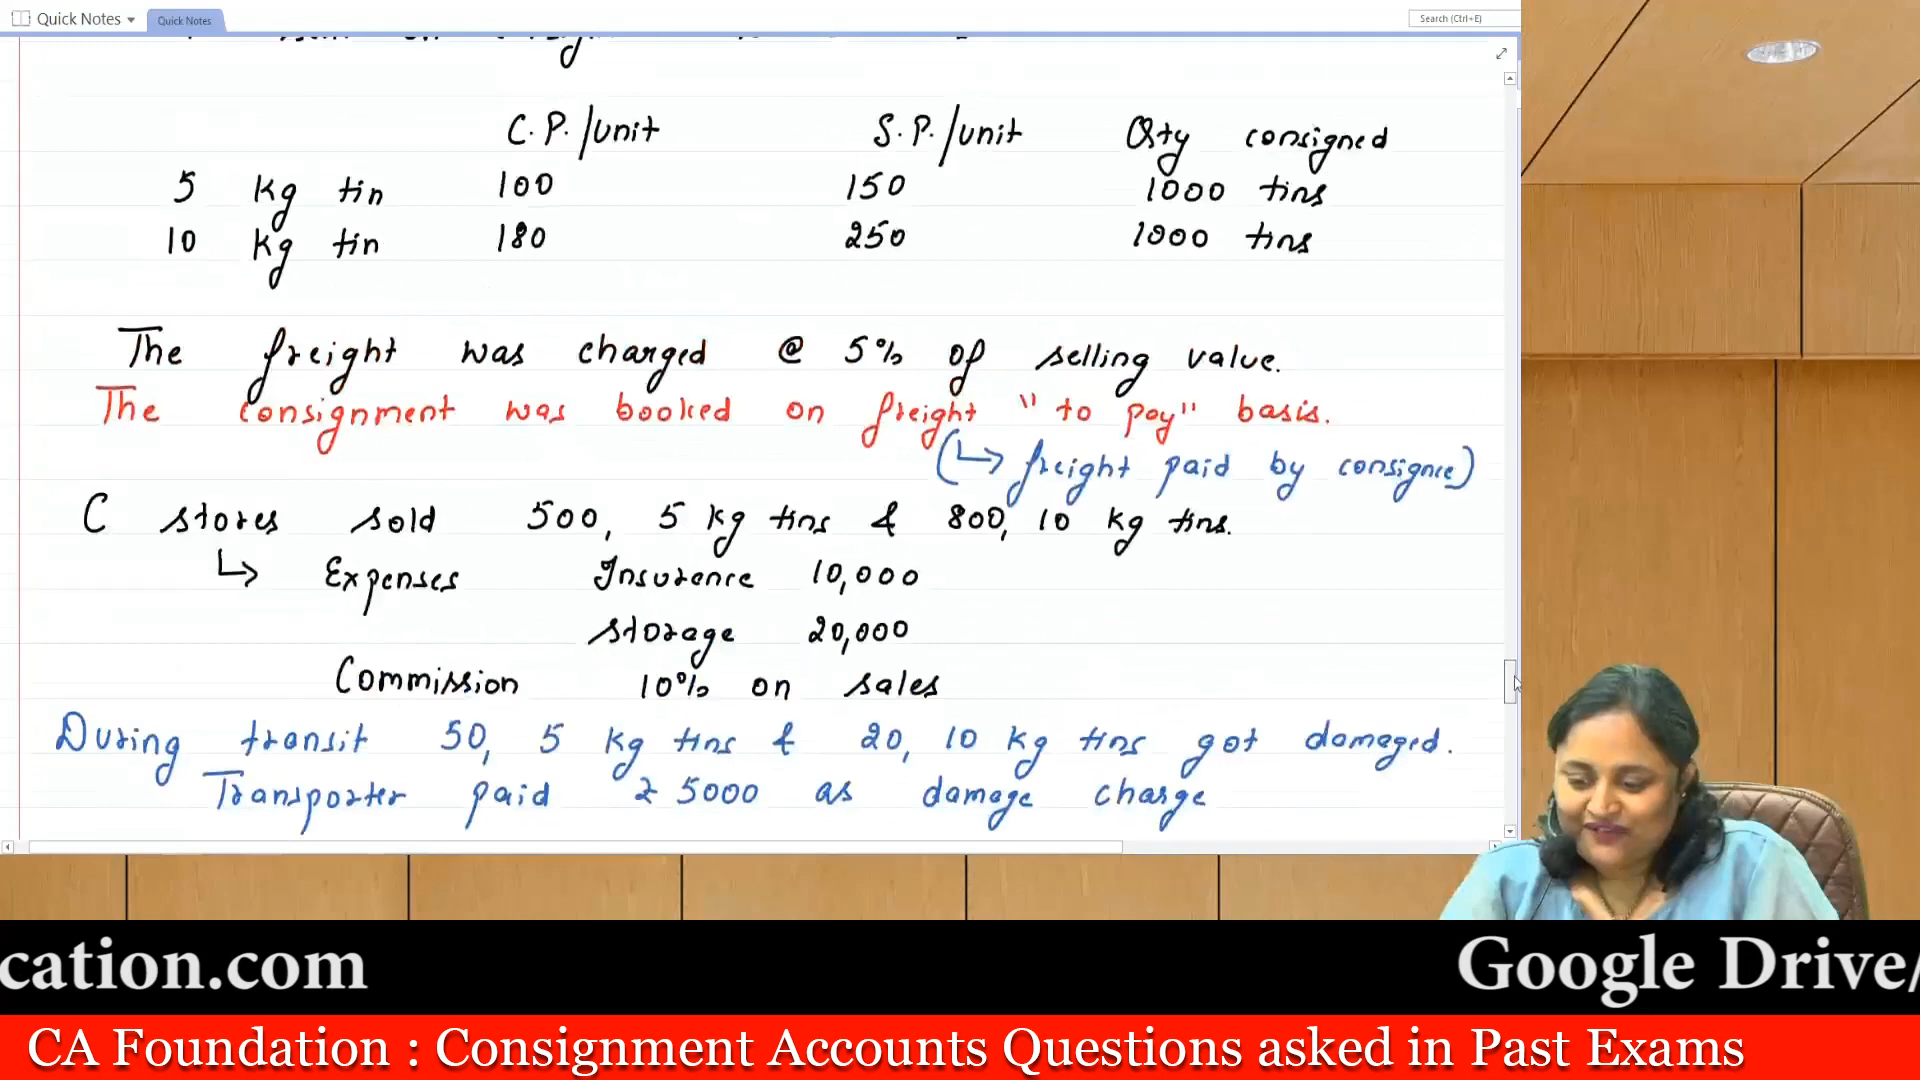 Quick Notes
Quick Notes
Search (Ctrl+E)
C.P./unit S.P./unit Qty consigned
5 kg tin 100 150 1000 tins
10 kg tin 180 250 1000 tins
The freight was charged @ 5% of selling value.
The consignment was booked on freight "to pay" basis.
(↳ freight paid by consignee)
C stores sold 500, 5 kg tins & 800, 10 kg tins.
↳ Expenses Insurance 10,000
Storage 20,000
Commission 10% on sales
During transit 50, 5 kg tins & 20, 10 kg tins got damaged.
Transporter paid ₹ 5000 as damage charge
cation.com
Google Drive/
CA Foundation : Consignment Accounts Questions asked in Past Exams